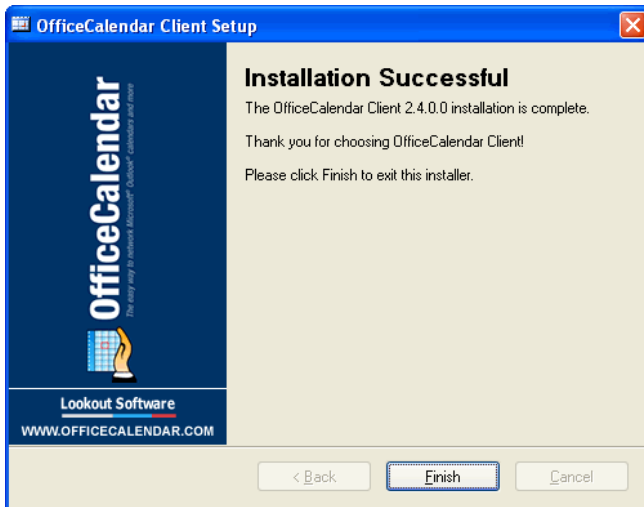 OfficeCalendar Client Setup
OfficeCalendar
The easy way to network Microsoft® Outlook® calendars and more
Lookout Software
WWW.OFFICECALENDAR.COM
Installation Successful
The OfficeCalendar Client 2.4.0.0 installation is complete.
Thank you for choosing OfficeCalendar Client!
Please click Finish to exit this installer.
< Back
Finish
Cancel